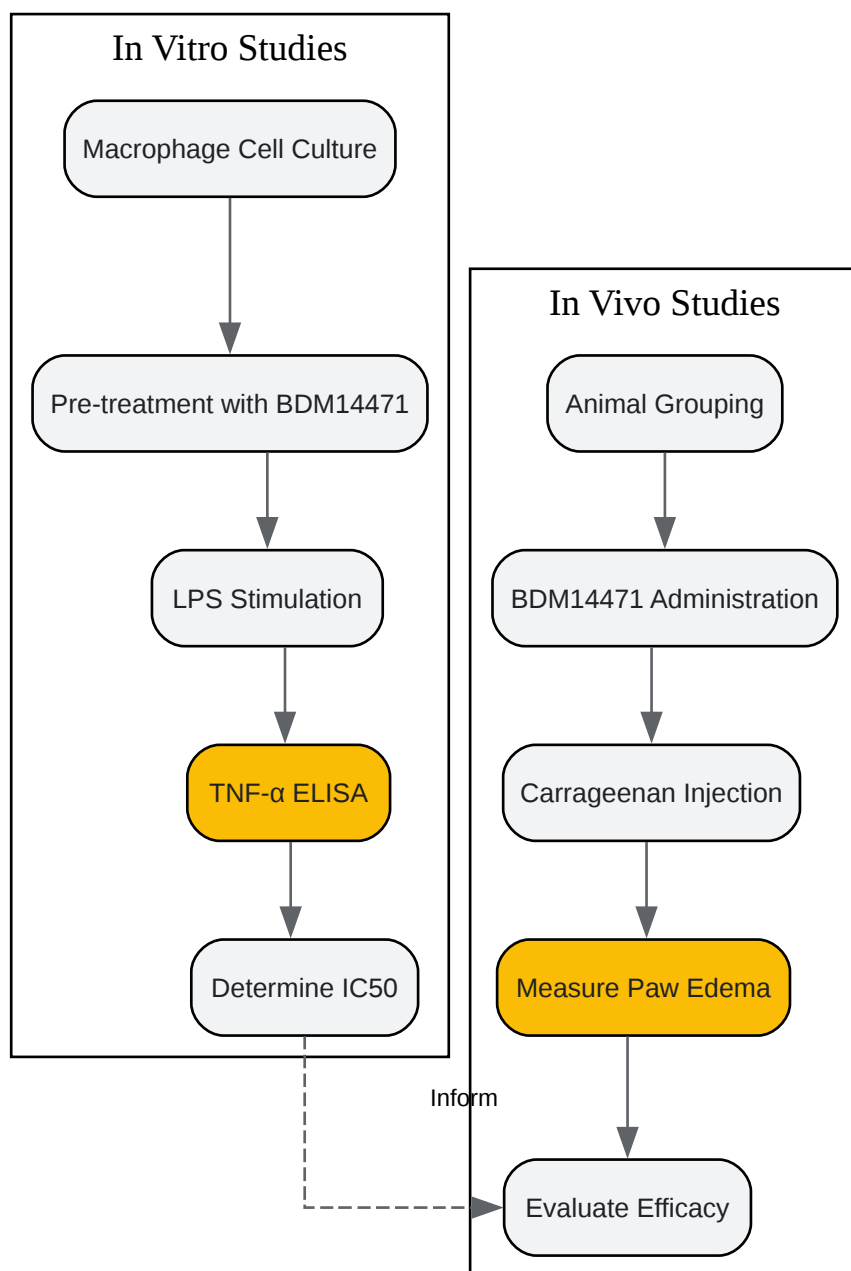 In Vitro Studies
Macrophage Cell Culture
Pre-treatment with BDM14471
LPS Stimulation
TNF-α ELISA
Determine IC50
Inform
In Vivo Studies
Animal Grouping
BDM14471 Administration
Carrageenan Injection
Measure Paw Edema
Evaluate Efficacy